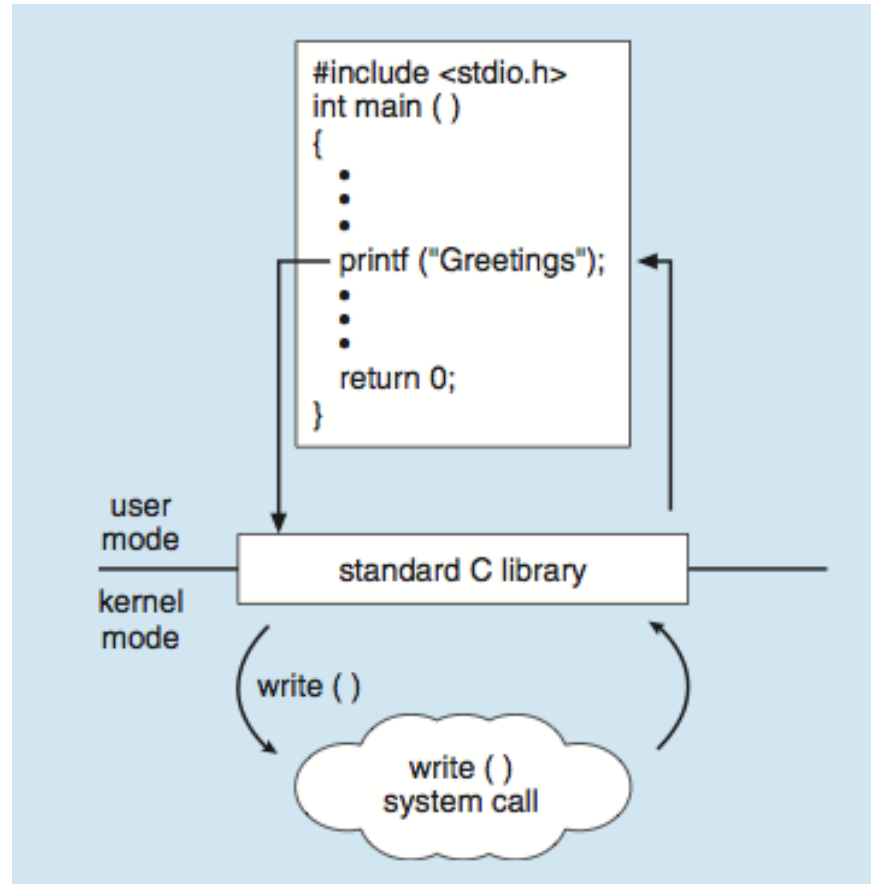 #include <stdio.h>
int main ( )
{
•
•
•
printf ("Greetings");
•
•
•
return 0;
}
user
mode
standard C library
kernel
mode
write ( )
write ( )
system call